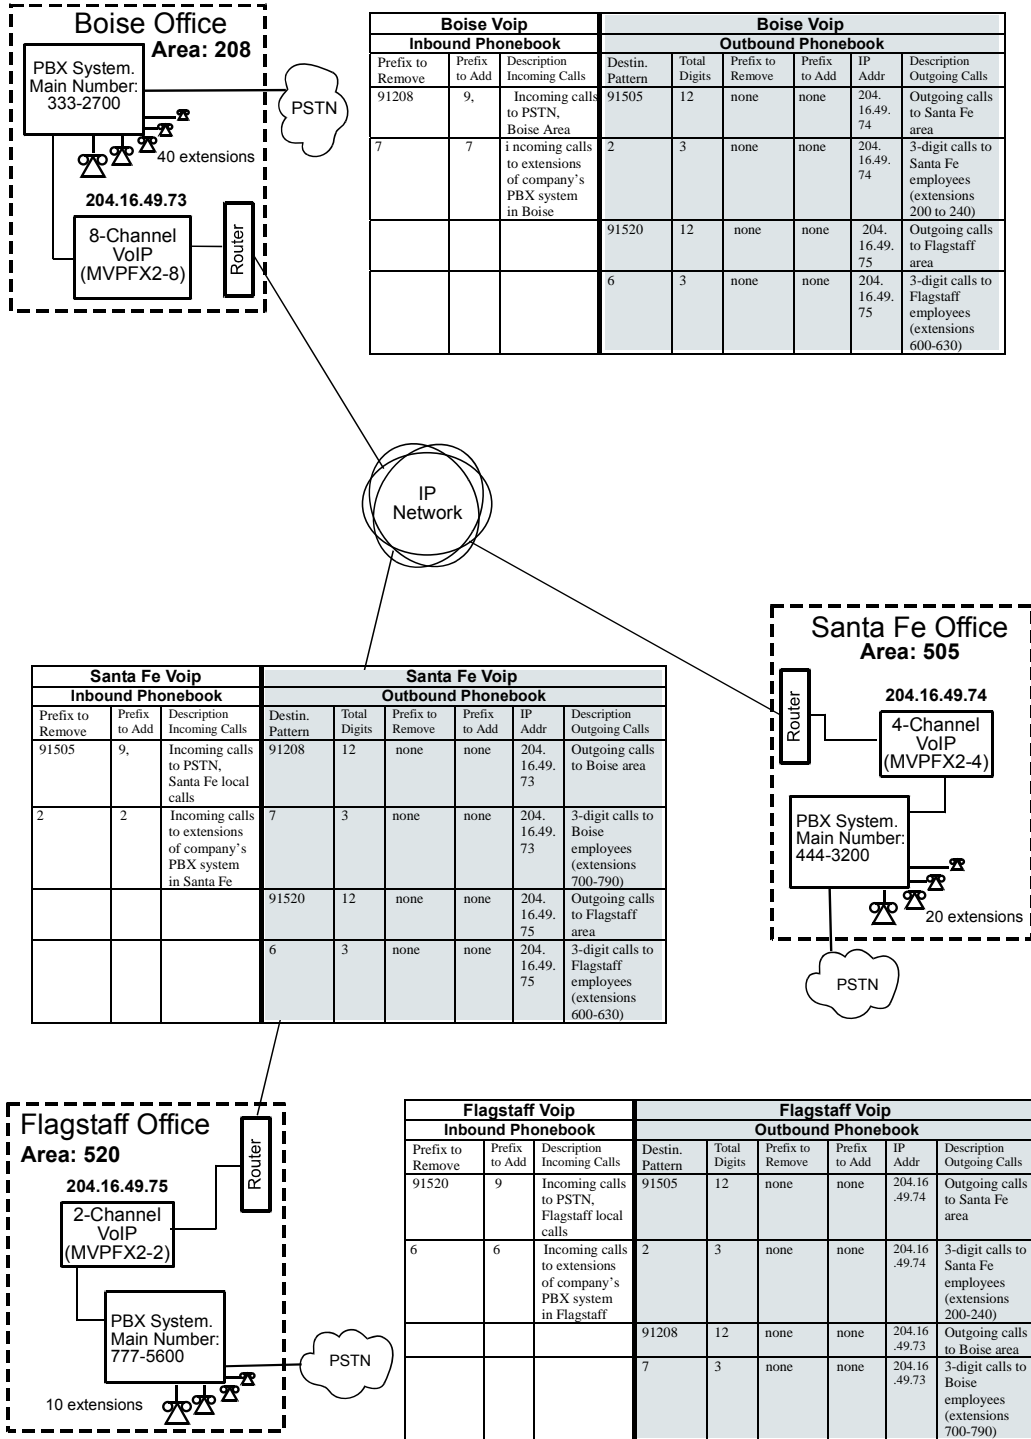 Boise Office
Area: 208
PBX System.
Main Number:
333-2700
PSTN
40 extensions
204.16.49.73
8-Channel
VoIP
(MVPFX2-8)
Router
Boise Voip
Boise Voip
Inbound Phonebook
Outbound Phonebook
Prefix to
Remove
Prefix
to Add
Description
Incoming Calls
Destin.
Pattern
Total
Digits
Prefix to
Remove
Prefix
to Add
IP
Addr
Description
Outgoing Calls
91208
9,
Incoming calls
to PSTN,
Boise Area
91505
12
none
none
204.
16.49.
74
Outgoing calls
to Santa Fe
area
7
7
i ncoming calls
to extensions
of company's
PBX system
in Boise
2
3
none
none
204.
16.49.
74
3-digit calls to
Santa Fe
employees
(extensions
200 to 240)
91520
12
none
none
204.
16.49.
75
Outgoing calls
to Flagstaff
area
6
3
none
none
204.
16.49.
75
3-digit calls to
Flagstaff
employees
(extensions
600-630)
IP
Network
Santa Fe Office
Area: 505
Router
204.16.49.74
4-Channel
VoIP
(MVPFX2-4)
PBX System.
Main Number:
444-3200
20 extensions
PSTN
Santa Fe Voip
Santa Fe Voip
Inbound Phonebook
Outbound Phonebook
Prefix to
Remove
Prefix
to Add
Description
Incoming Calls
Destin.
Pattern
Total
Digits
Prefix to
Remove
Prefix
to Add
IP
Addr
Description
Outgoing Calls
91505
9,
Incoming calls
to PSTN,
Santa Fe local
calls
91208
12
none
none
204.
16.49.
73
Outgoing calls
to Boise area
2
2
Incoming calls
to extensions
of company's
PBX system
in Santa Fe
7
3
none
none
204.
16.49.
73
3-digit calls to
Boise
employees
(extensions
700-790)
91520
12
none
none
204.
16.49.
75
Outgoing calls
to Flagstaff
area
6
3
none
none
204.
16.49.
75
3-digit calls to
Flagstaff
employees
(extensions
600-630)
Flagstaff Office
Area: 520
Router
204.16.49.75
2-Channel
VoIP
(MVPFX2-2)
PBX System.
Main Number:
777-5600
10 extensions
PSTN
Flagstaff Voip
Flagstaff Voip
Inbound Phonebook
Outbound Phonebook
Prefix to
Remove
Prefix
to Add
Description
Incoming Calls
Destin.
Pattern
Total
Digits
Prefix to
Remove
Prefix
to Add
IP
Addr
Description
Outgoing Calls
91520
9
Incoming calls
to PSTN,
Flagstaff local
calls
91505
12
none
none
204.16
.49.74
Outgoing calls
to Santa Fe
area
6
6
Incoming calls
to extensions
of company's
PBX system
in Flagstaff
2
3
none
none
204.16
.49.74
3-digit calls to
Santa Fe
employees
(extensions
200-240)
91208
12
none
none
204.16
.49.73
Outgoing calls
to Boise area
7
3
none
none
204.16
.49.73
3-digit calls to
Boise
employees
(extensions
700-790)